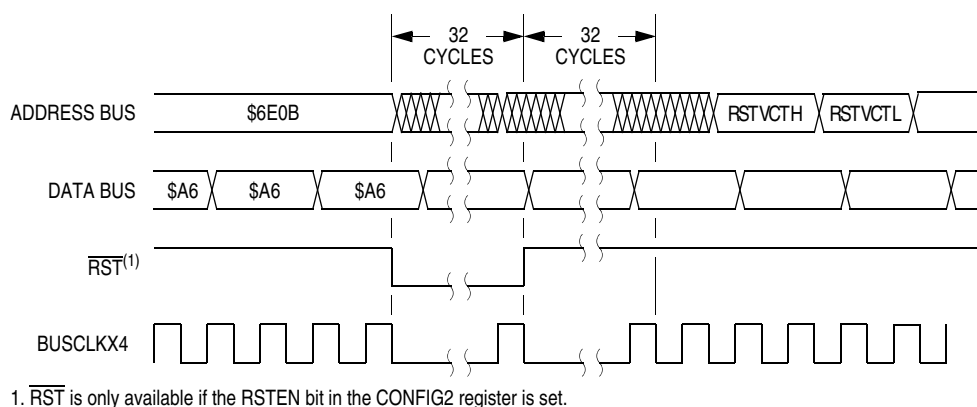 32
CYCLES
32
CYCLES
ADDRESS BUS
$6E0B
RSTVCTH
RSTVCTL
DATA BUS
$A6
$A6
$A6
RST(1)
BUSCLKX4
1. RST is only available if the RSTEN bit in the CONFIG2 register is set.